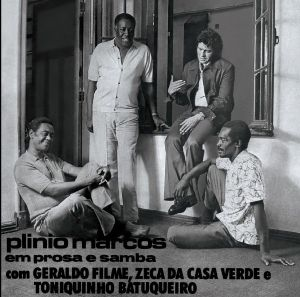 plinio marcos
em prosa e samba
com GERALDO FILME, ZECA DA CASA VERDE e
TONIQUINHO BATUQUEIRO